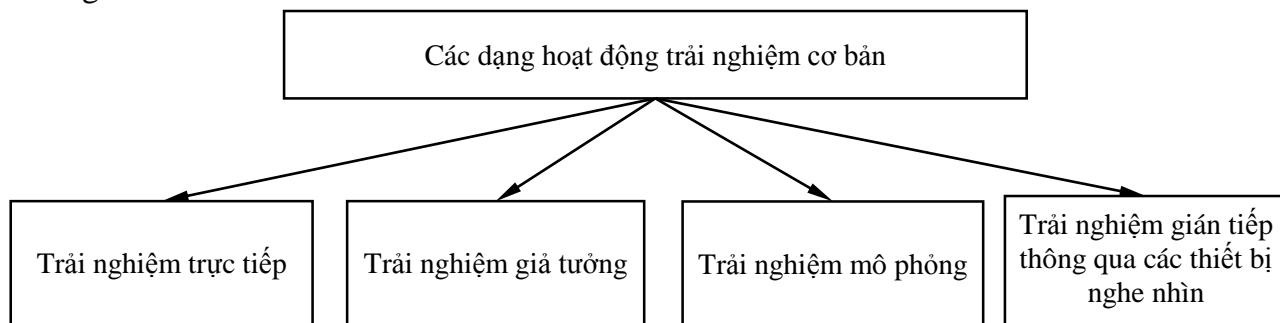 Các dạng hoạt động trải nghiệm cơ bản
Trải nghiệm trực tiếp
Trải nghiệm giả tưởng
Trải nghiệm mô phỏng
Trải nghiệm gián tiếp
thông qua các thiết bị
nghe nhìn